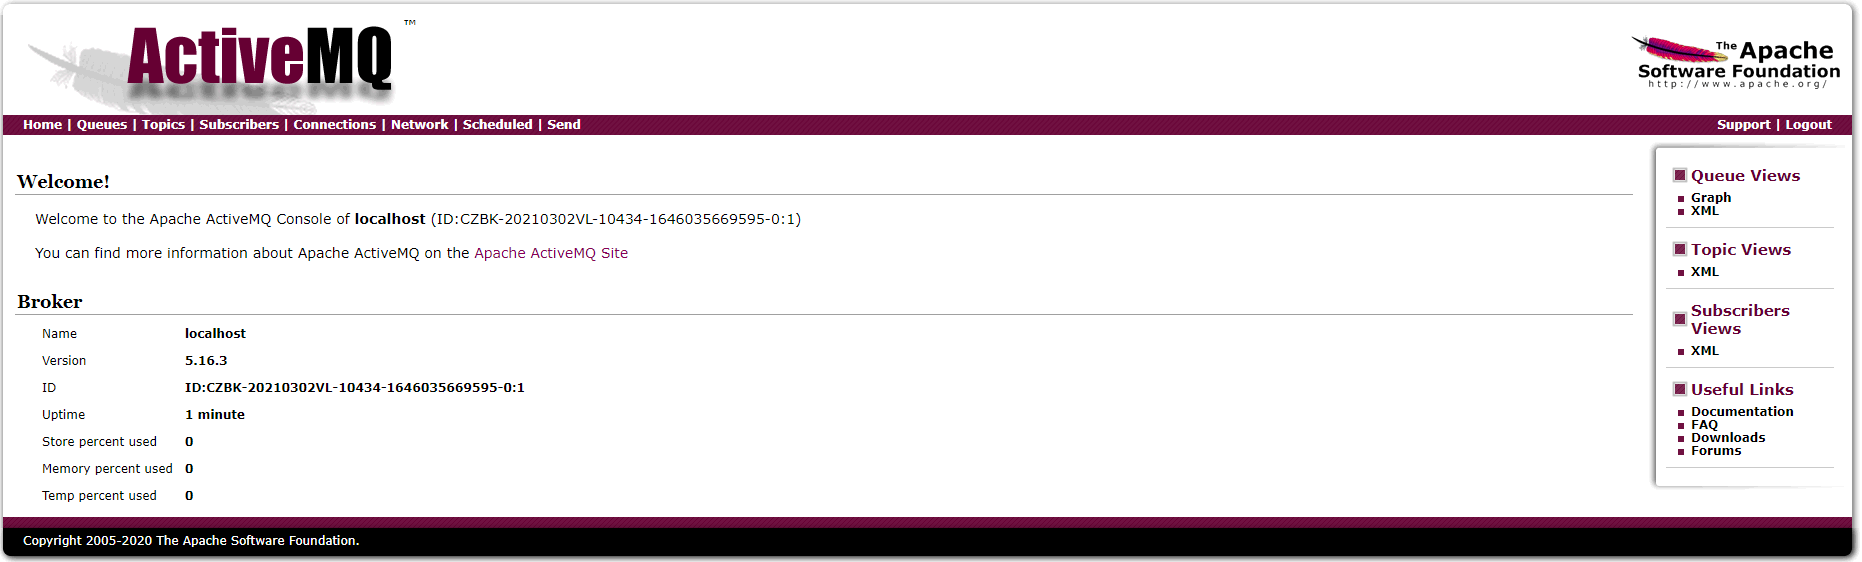 ActiveMQ ™
The Apache
Software Foundation
http://www.apache.org/
Home | Queues | Topics | Subscribers | Connections | Network | Scheduled | Send
Support | Logout
Welcome!
Welcome to the Apache ActiveMQ Console of localhost (ID:CZBK-20210302VL-10434-1646035669595-0:1)
You can find more information about Apache ActiveMQ on the Apache ActiveMQ Site
Broker
Name localhost
Version 5.16.3
ID ID:CZBK-20210302VL-10434-1646035669595-0:1
Uptime 1 minute
Store percent used 0
Memory percent used 0
Temp percent used 0
Queue Views
Graph
XML
Topic Views
XML
Subscribers
Views
XML
Useful Links
Documentation
FAQ
Downloads
Forums
Copyright 2005-2020 The Apache Software Foundation.